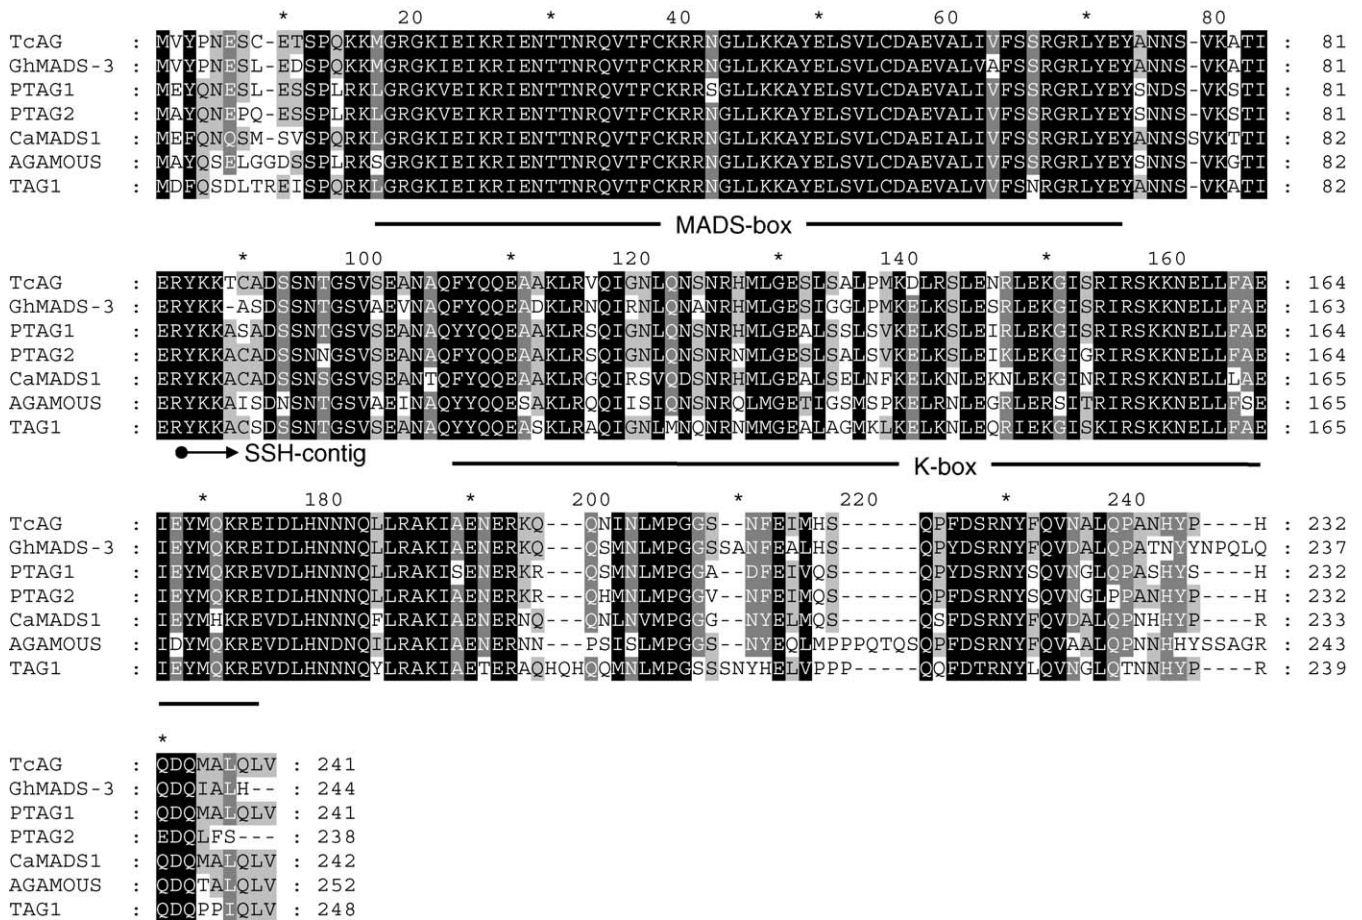 * 20 * 40 * 60 * 80
TcAG : MVYPNESC-ETSPQKKMGRGKIEIKRIENTTNRQVTFCKRRNGLLKKAYELSVLCDAEVALIVFSSRGRLYEYANNS-VKATI : 81
GhMADS-3 : MVYPNESL-EDSPQKKMGRGKIEIKRIENTTNRQVTFCKRRNGLLKKAYELSVLCDAEVALVAFSSRGRLYEYANNS-VKATI : 81
PTAG1 : MEYQNESL-ESSPLRKLGRGKVEIKRIENTTNRQVTFCKRRSGLLKKAYELSVLCDAEVALIVFSSRGRLYEYSNDS-VKSTI : 81
PTAG2 : MAYQNEPQ-ESSPLRKLGRGKVEIKRIENTTNRQVTFCKRRNGLLKKAYELSVLCDAEVALIVFSSRGRLYEYSNNS-VKSTI : 81
CaMADS1 : MEFQNQSM-SVSPQRKLGRGKIEIKRIENTTNRQVTFCKRRNGLLKKAYELSVLCDAEIALIVFSSRGRLYEYANNSSVKTTI : 82
AGAMOUS : MAYQSELGGDSSPLRKSGRGKIEIKRIENTTNRQVTFCKRRNGLLKKAYELSVLCDAEVALIVFSSRGRLYEYSNNS-VKGTI : 82
TAG1 : MDFQSDLTREISPQRKLGRGKIEIKRIENTTNRQVTFCKRRNGLLKKAYELSVLCDAEVALVVFSNRGRLYEYANNS-VKATI : 82
MADS-box
* 100 * 120 * 140 * 160
TcAG : ERYKKTCADSSNTGSVSEANAQFYQQEAAKLRVQIGNLQNSNRHMLGESLSALPMKDLRSLENRLEKGISRIRSKKNELLFAE : 164
GhMADS-3 : ERYKK-ASDSSNTGSVAEVNAQFYQQEADKLRNQIRNLQNANRHMLGESIGGLPMKELKSLESRLEKGISRIRSKKNELLFAE : 163
PTAG1 : ERYKKASADSSNTGSVSEANAQYYQQEAAKLRSQIGNLQNSNRHMLGEALSSLSVKELKSLEIRLEKGISRIRSKKNELLFAE : 164
PTAG2 : ERYKKACADSSNNGSVSEANAQFYQQEAAKLRSQIGNLQNSNRNMLGESLSALSVKELKSLEIKLEKGIGRIRSKKNELLFAE : 164
CaMADS1 : ERYKKACADSSNSGSVSEANTQFYQQEAAKLRGQIRSVQDSNRHMLGEALSELNFKELKNLEKNLEKGINRIRSKKNELLLAE : 165
AGAMOUS : ERYKKAISDNSNTGSVAEINAQYYQQESAKLRQQIISIQNSNRQLMGETIGSMSPKELRNLEGRLERSITRIRSKKNELLFSE : 165
TAG1 : ERYKKACSDSSNTGSVSEANAQYYQQEASKLRAQIGNLMNQNRNMMGEALAGMKLKELKNLEQRIEKGISKIRSKKNELLFAE : 165
SSH-contig
K-box
* 180 * 200 * 220 * 240
TcAG : IEYMQKREIDLHNNNQLLRAKIAENERKQ---QNINLMPGGS--NFEIMHS------QPFDSRNYFQVNALQPANHYP----H : 232
GhMADS-3 : IEYMQKREIDLHNNNQLLRAKIAENERKQ---QSMNLMPGGSSANFEALHS------QPYDSRNYFQVDALQPATNYYNPQLQ : 237
PTAG1 : IEYMQKREVDLHNNNQLLRAKISENERKR---QSMNLMPGGA--DFEIVQS------QPYDSRNYSQVNGLQPASHYS----H : 232
PTAG2 : IEYMQKREIDLHNNNQLLRAKIAENERKR---QHMNLMPGGV--NFEIMQS------QPFDSRNYSQVNGLPPANHYP----H : 232
CaMADS1 : IEYMHKREVDLHNNNQFLRAKIAENERNQ---QNLNVMPGGG--NYELMQS------QSFDSRNYFQVDALQPNHHYP----R : 233
AGAMOUS : IDYMQKREVDLHNDNQILRAKIAENERNN---PSISLMPGGS--NYEQLMPPPQTQSQPFDSRNYFQVAALQPNNHHYSSAGR : 243
TAG1 : IEYMQKREVDLHNNNQYLRAKIAETERAQHQHQQMNLMPGSSSNYHELVPPP-----QQFDTRNYLQVNGLQTNNHYP----R : 239
*
TcAG : QDQMALQLV : 241
GhMADS-3 : QDQIALH-- : 244
PTAG1 : QDQMALQLV : 241
PTAG2 : EDQLFS--- : 238
CaMADS1 : QDQMALQLV : 242
AGAMOUS : QDQTALQLV : 252
TAG1 : QDQPPIQLV : 248